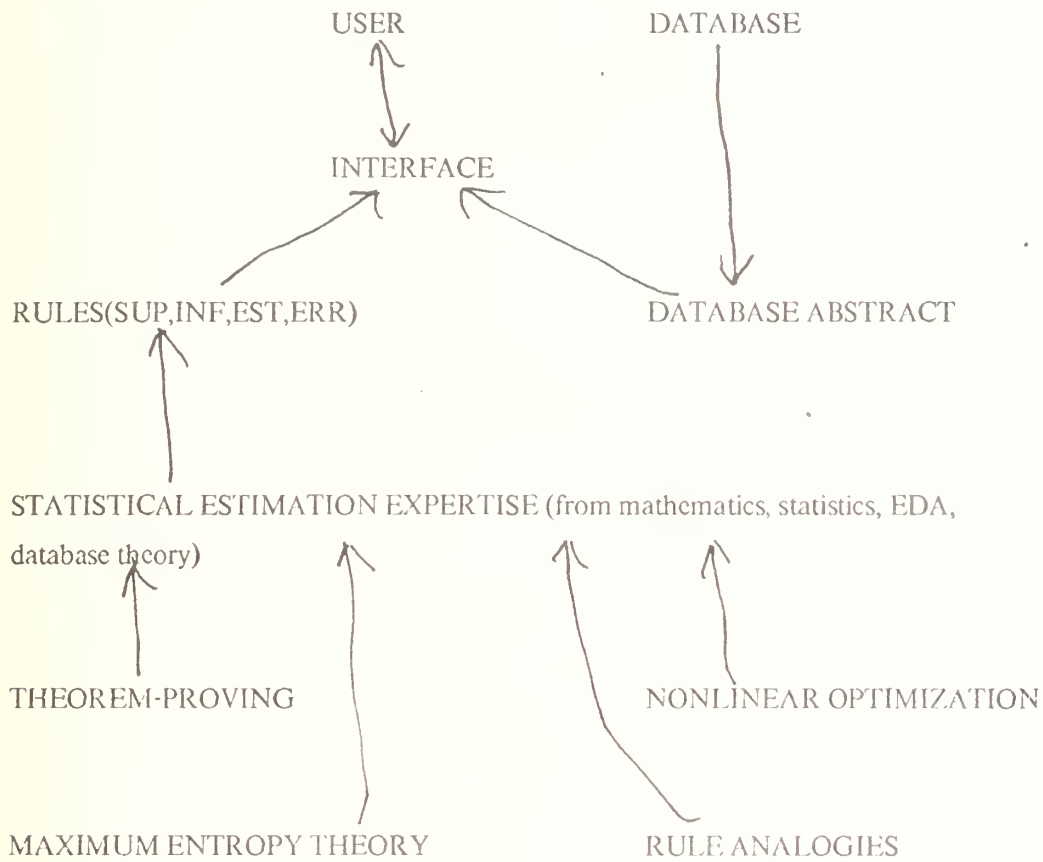 USER DATABASE
INTERFACE
RULES(SUP,INF,EST,ERR) DATABASE ABSTRACT
STATISTICAL ESTIMATION EXPERTISE (from mathematics, statistics, EDA,
database theory)
THEOREM-PROVING NONLINEAR OPTIMIZATION
MAXIMUM ENTROPY THEORY RULE ANALOGIES